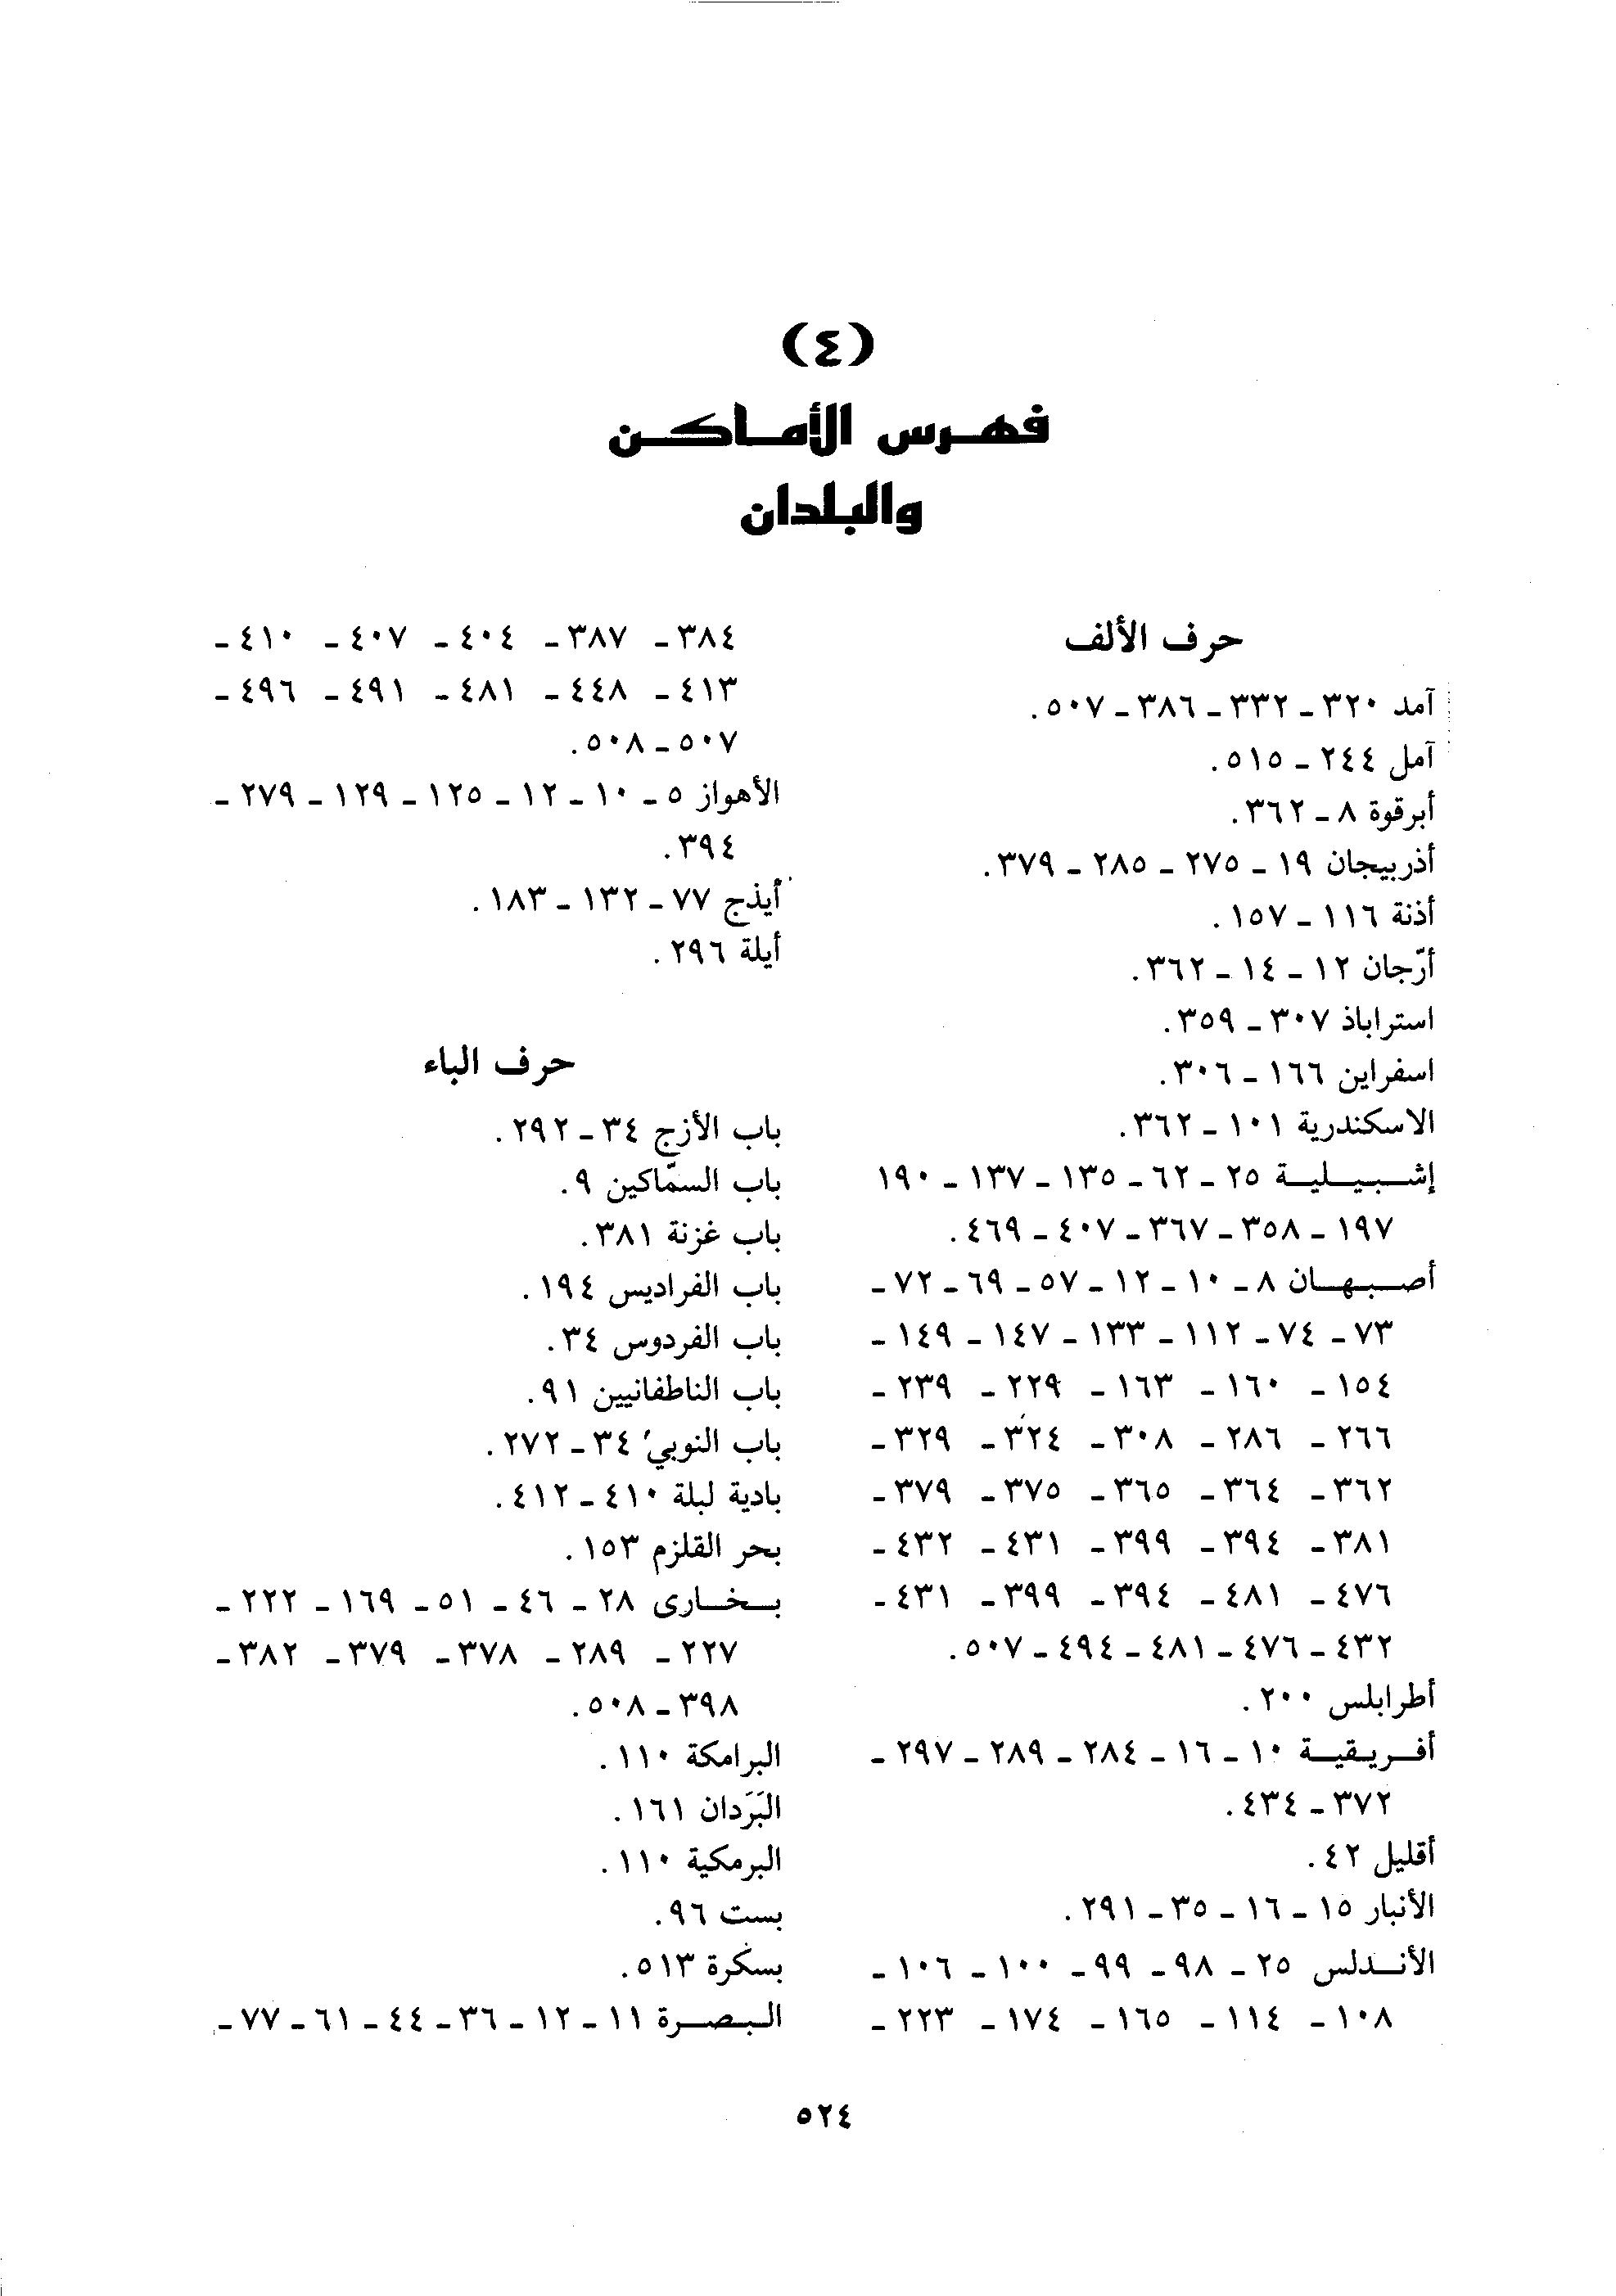 (٤)
فهرس الأماكن
والبلدان
حرف الألف
آمد ٣٢٠ ـ ٣٣٢ ـ ٣٨٦ ـ ٥٠٧.
آمل ٢٤٤ ـ ٥١٥.
أبرقوة ٨ ـ ٣٦٢.
أذربيجان ١٩ ـ ٢٧٥ ـ ٢٨٥ ـ ٣٧٩.
أذنة ١١٦ ـ ١٥٧.
أرّجان ١٢ ـ ١٤ ـ ٣٦٢.
استراباذ ٣٠٧ ـ ٣٥٩.
اسفراين ١٦٦ ـ ٣٠٦.
الاسكندرية ١٠١ ـ ٣٦٢.
إشبيلية ٢٥ ـ ٦٢ ـ ١٣٥ ـ ١٣٧ ـ ١٩٠
١٩٧ ـ ٣٥٨ ـ ٣٦٧ ـ ٤٠٧ ـ ٤٦٩.
أصبهان ٨ ـ ١٠ ـ ١٢ ـ ٥٧ ـ ٦٩ ـ ٧٢ ـ
٧٣ ـ ٧٤ ـ ١١٢ ـ ١٣٣ ـ ١٤٧ ـ ١٤٩ ـ
١٥٤ ـ ١٦٠ ـ ١٦٣ ـ ٢٢٩ ـ ٢٣٩ ـ
٢٦٦ ـ ٢٨٦ ـ ٣٠٨ ـ ٣٢٤ ـ ٣٢٩ ـ
٣٦٢ ـ ٣٦٤ ـ ٣٦٥ ـ ٣٧٥ ـ ٣٧٩ ـ
٣٨١ ـ ٣٩٤ ـ ٣٩٩ ـ ٤٣١ ـ ٤٣٢ ـ
٤٧٦ ـ ٤٨١ ـ ٣٩٤ ـ ٣٩٩ ـ ٤٣١ ـ
٤٣٢ ـ ٤٧٦ ـ ٤٨١ ـ ٤٩٤ ـ ٥٠٧.
أطرابلس ٢٠٠.
أفريقية ١٠ ـ ١٦ ـ ٢٨٤ ـ ٢٨٩ ـ ٢٩٧ ـ
٣٧٢ ـ ٤٣٤.
أقليل ٤٢.
الأنبار ١٥ ـ ١٦ ـ ٣٥ ـ ٢٩١.
الأندلس ٢٥ ـ ٩٨ ـ ٩٩ ـ ١٠٠ ـ ١٠٦ ـ
١٠٨ ـ ١١٤ ـ ١٦٥ ـ ١٧٤ ـ ٢٢٣ ـ
٣٨٤ ـ ٣٨٧ ـ ٤٠٤ ـ ٤٠٧ ـ ٤١٠ ـ
٤١٣ ـ ٤٤٨ ـ ٤٨١ ـ ٤٩١ ـ ٤٩٦ ـ
٥٠٧ ـ ٥٠٨.
الأهواز ٥ ـ ١٠ ـ ١٢ ـ ١٢٥ ـ ١٢٩ ـ ٢٧٩ ـ
٣٩٤.
أيذج ٧٧ ـ ١٣٢ ـ ١٨٣.
أيلة ٢٩٦.
حرف الباء
باب الأزج ٣٤ ـ ٢٩٢.
باب السمّاكين ٩.
باب غزنة ٣٨١.
باب الفراديس ١٩٤.
باب الفردوس ٣٤.
باب الناطفانيين ٩١.
باب النوبي ٣٤ ـ ٢٧٢.
بادية لبلة ٤١٠ ـ ٤١٢.
بحر القلزم ١٥٣.
بخارى ٢٨ ـ ٤٦ ـ ٥١ ـ ١٦٩ ـ ٢٢٢ ـ
٢٢٧ ـ ٢٨٩ ـ ٣٧٨ ـ ٣٧٩ ـ ٣٨٢ ـ
٣٩٨ ـ ٥٠٨.
البرامكة ١١٠.
البَرَدان ١٦١.
البرمكية ١١٠.
بست ٩٦.
بسكرة ٥١٣.
البصرة ١١ ـ ١٢ ـ ٣٦ ـ ٤٤ ـ ٦١ ـ ٧٧ ـ
٥٢٤